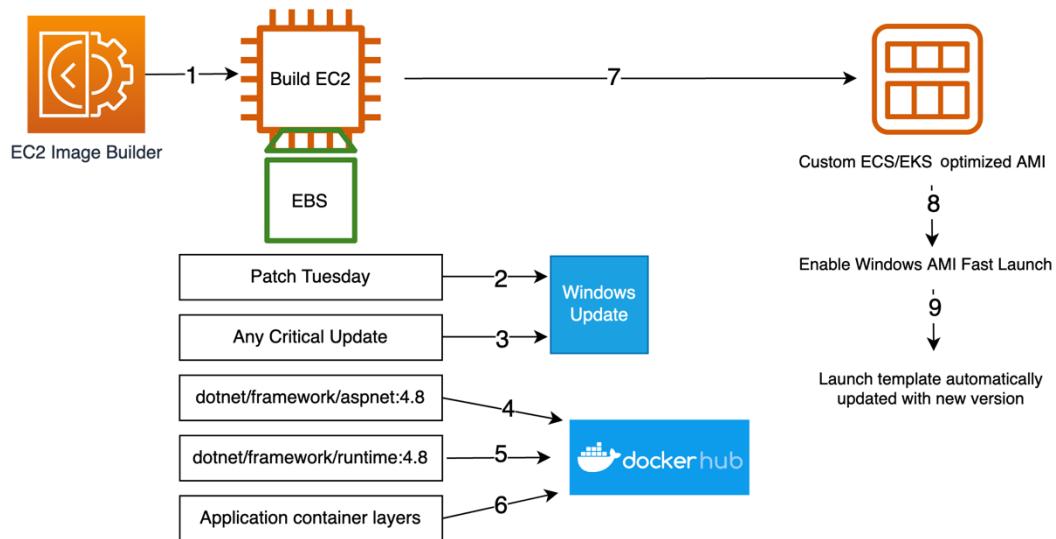 1
Build EC2
7
EC2 Image Builder
EBS
Custom ECS/EKS optimized AMI
8
Enable Windows AMI Fast Launch
9
Launch template automatically
updated with new version
Patch Tuesday
2
Windows
Update
Any Critical Update
3
dotnet/framework/aspnet:4.8
4
dotnet/framework/runtime:4.8
5
dockerhub
Application container layers
6